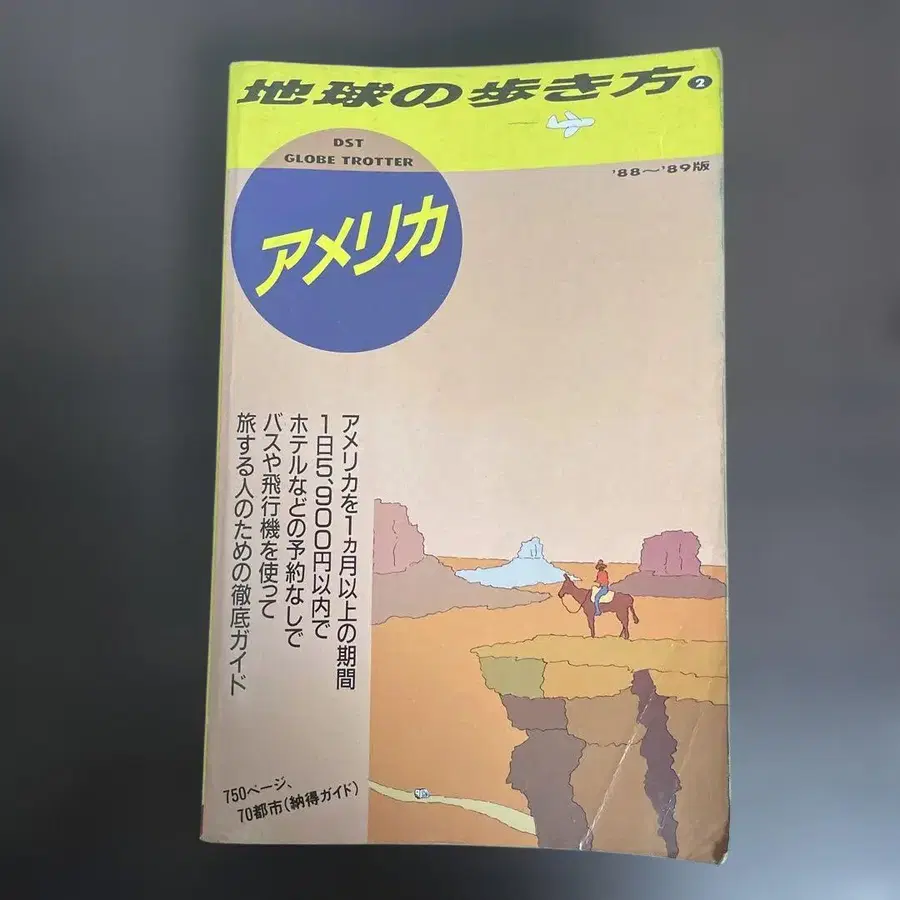 地球の歩き方②
DST
GLOBE TROTTER
'88〜'89版
アメリカ
アメリカを1ヵ月以上の期間
1日5,900円以内で
ホテルなどの予約なしで
バスや飛行機を使って
旅する人のための徹底ガイド
750ページ、
70都市(納得ガイド)